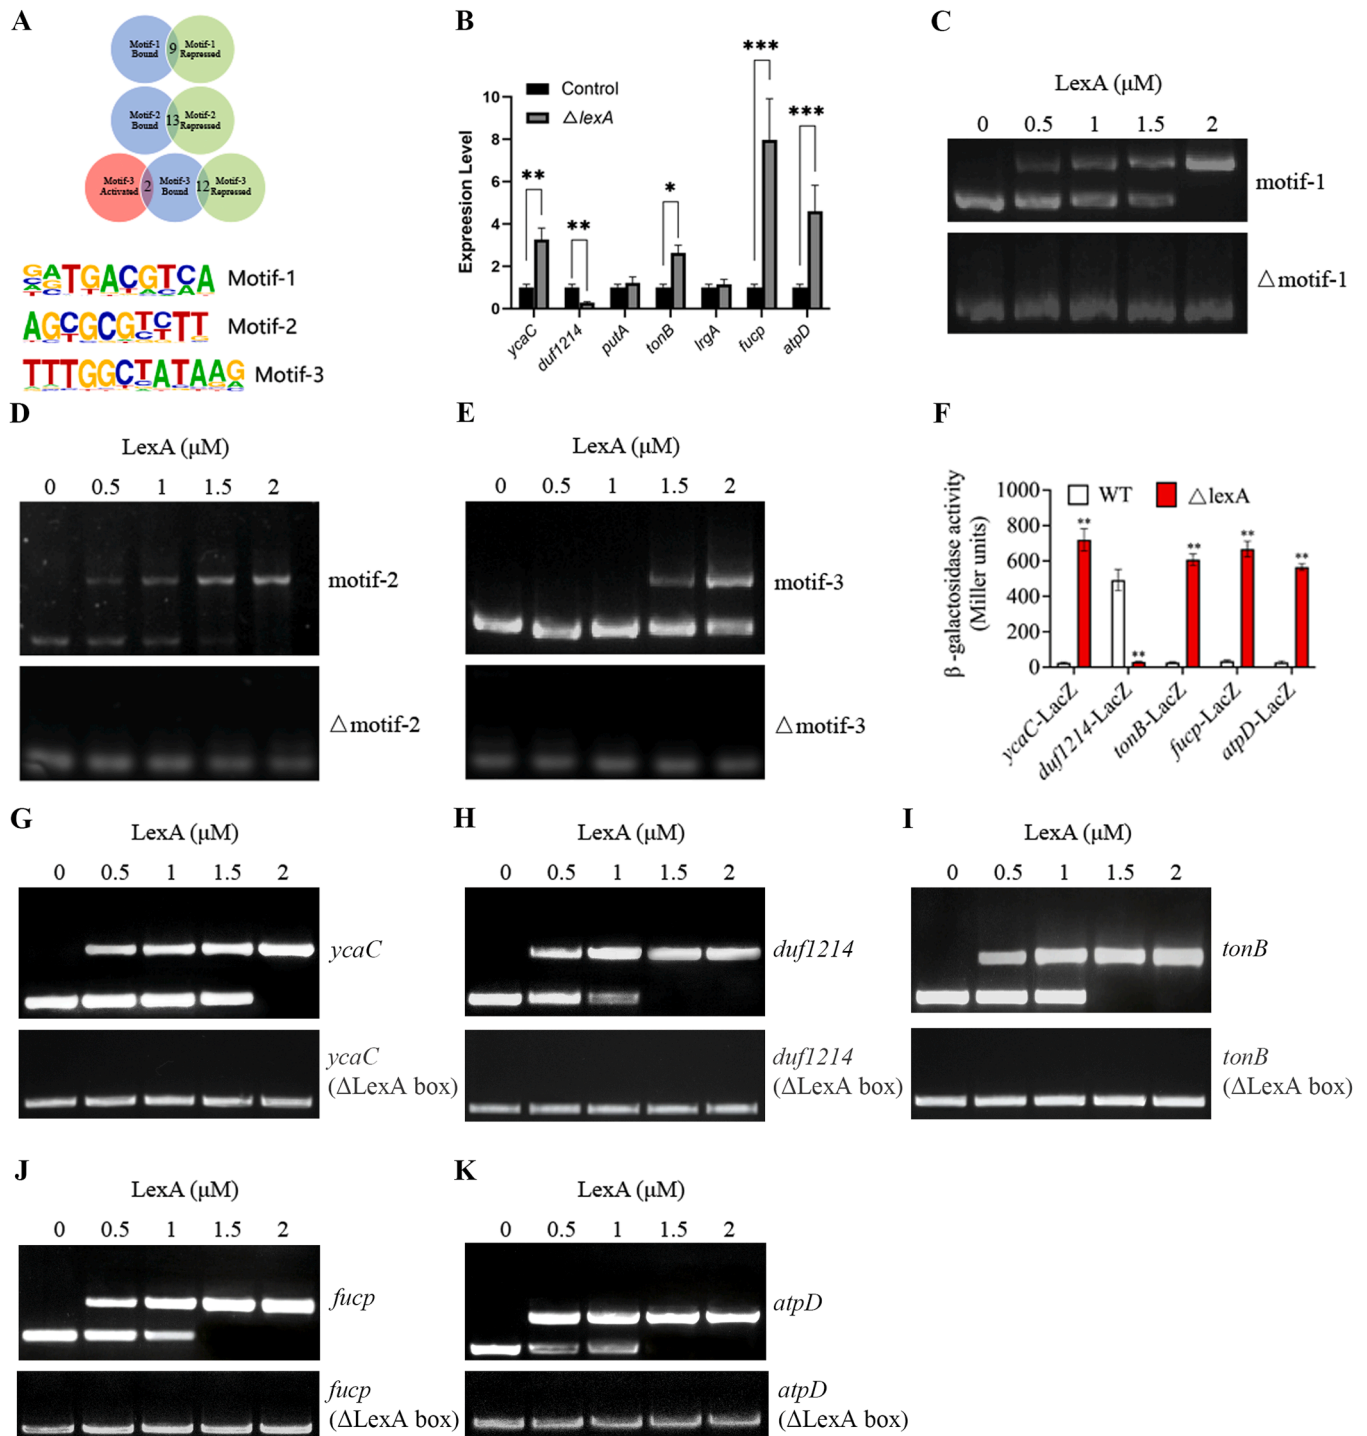 A
Motif-1
Bound
9
Motif-1
Repressed
Motif-2
Bound
13
Motif-2
Repressed
Motif-3
Activated
2
Motif-3
Bound
12
Motif-3
Repressed
Motif-1
Motif-2
Motif-3
B
Expreesion Level
Control
△lexA
10
8
6
4
2
0
** ** * *** ***
ycaC duf1214 putA tonB lrgA fucp atpD
C
LexA (μM)
0 0.5 1 1.5 2
motif-1
△motif-1
D
LexA (μM)
0 0.5 1 1.5 2
motif-2
△motif-2
E
LexA (μM)
0 0.5 1 1.5 2
motif-3
△motif-3
F
β -galactosidase activity
(Miller units)
WT △lexA
1000
800
600
400
200
0
** ** ** ** **
ycaC-LacZ duf1214-LacZ tonB-LacZ fucp-LacZ atpD-LacZ
G
LexA (μM)
0 0.5 1 1.5 2
ycaC
ycaC
(ΔLexA box)
H
LexA (μM)
0 0.5 1 1.5 2
duf1214
duf1214
(ΔLexA box)
I
LexA (μM)
0 0.5 1 1.5 2
tonB
tonB
(ΔLexA box)
J
LexA (μM)
0 0.5 1 1.5 2
fucp
fucp
(ΔLexA box)
K
LexA (μM)
0 0.5 1 1.5 2
atpD
atpD
(ΔLexA box)